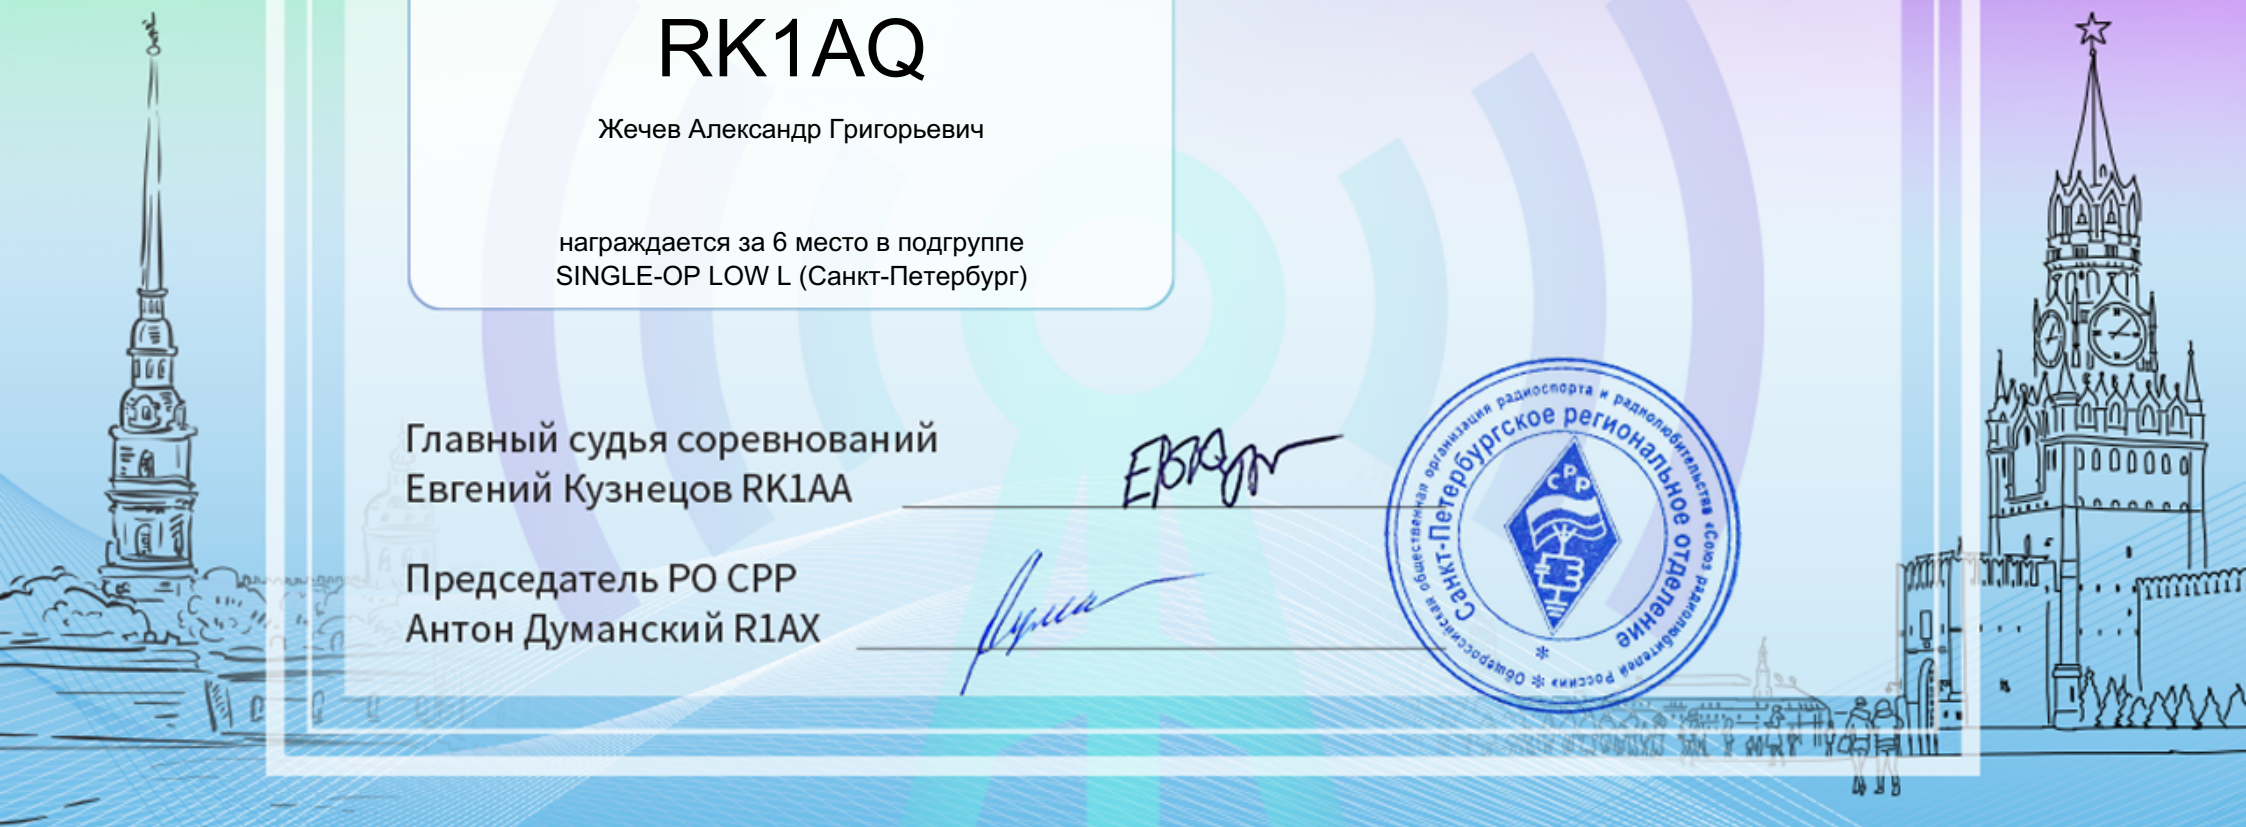 RK1AQ
Жечев Александр Григорьевич
награждается за 6 место в подгруппе
SINGLE-OP LOW L (Санкт-Петербург)
Главный судья соревнований
Евгений Кузнецов RK1AA
Председатель РО СРР
Антон Думанский R1AX
Общероссийская общественная организация радиоспорта и радиолюбительства «Союз радиолюбителей России»
Санкт-Петербургское региональное отделение
СРР